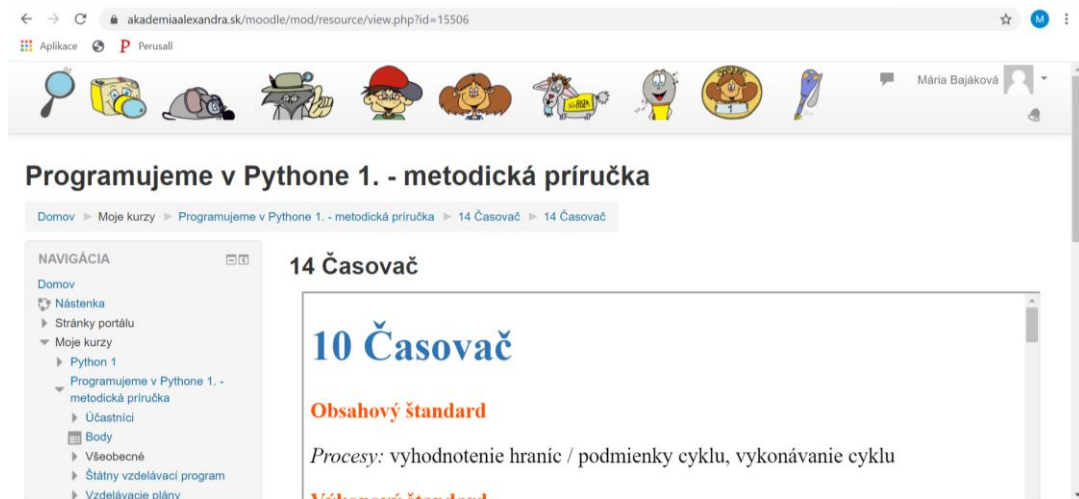 akademiaalexandra.sk/moodle/mod/resource/view.php?id=15506
M
Aplikace P Perusall
Mária Bajáková
Programujeme v Pythone 1. - metodická príručka
Domov Moje kurzy Programujeme v Pythone 1. - metodická príručka 14 Časovač 14 Časovač
NAVIGÁCIA
Domov
Nástenka
Stránky portálu
Moje kurzy
Python 1
Programujeme v Pythone 1. -
metodická príručka
Účastníci
Body
Všeobecné
Štátny vzdelávací program
Vzdelávacie plány
14 Časovač
10 Časovač
Obsahový štandard
Procesy: vyhodnotenie hraníc / podmienky cyklu, vykonávanie cyklu
Výkonový štandard